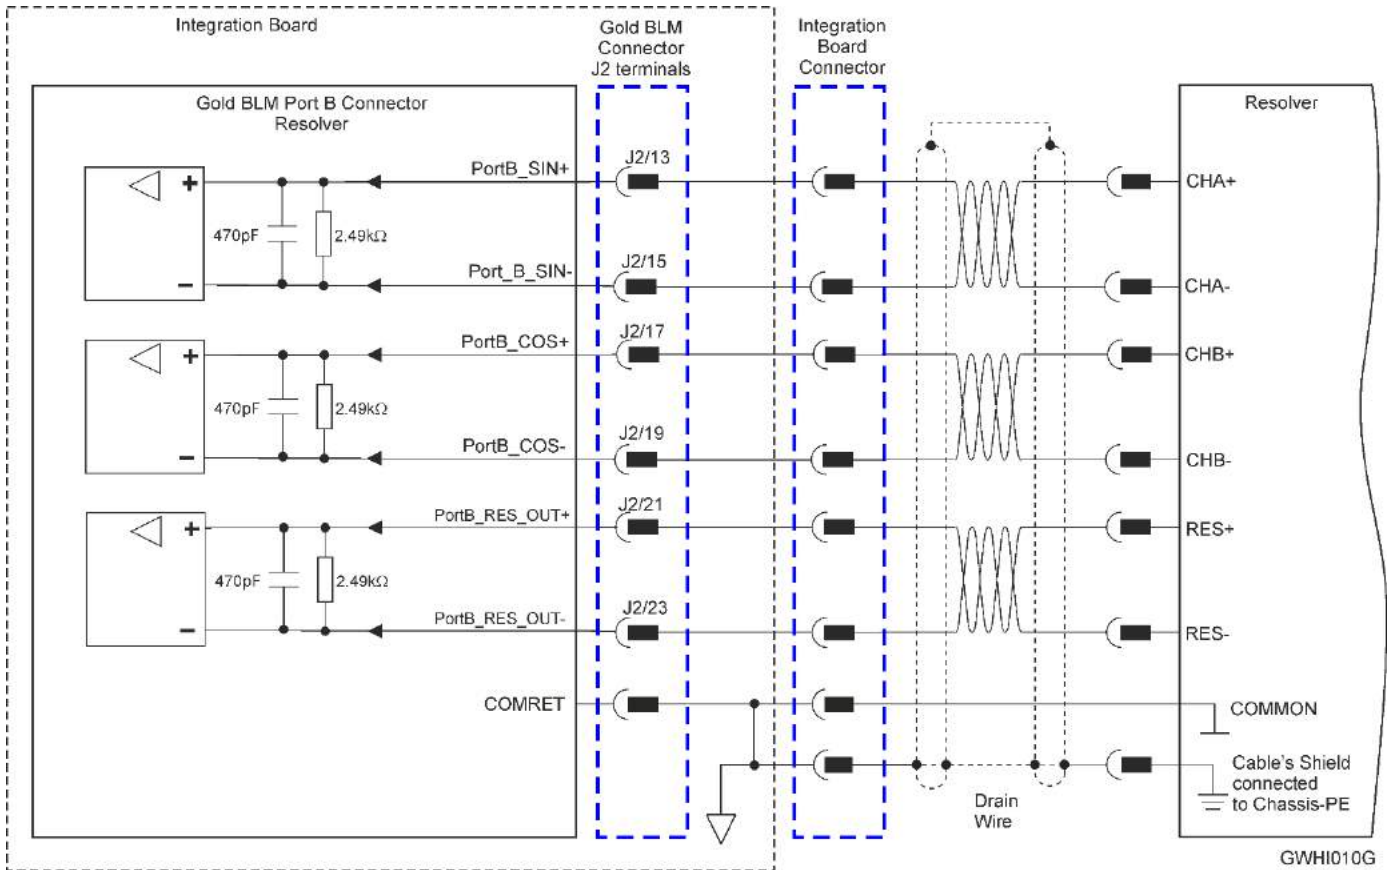 Integration Board
Gold BLM
Connector
J2 terminals
Integration
Board
Connector
Gold BLM Port B Connector
Resolver
Resolver
PortB_SIN+
J2/13
CHA+
+
470pF
2.49kΩ
-
Port_B_SIN-
J2/15
CHA-
PortB_COS+
J2/17
CHB+
+
470pF
2.49kΩ
-
PortB_COS-
J2/19
CHB-
PortB_RES_OUT+
J2/21
RES+
+
470pF
2.49kΩ
-
PortB_RES_OUT-
J2/23
RES-
COMRET
COMMON
Cable's Shield
connected
to Chassis-PE
Drain
Wire
GWHI010G